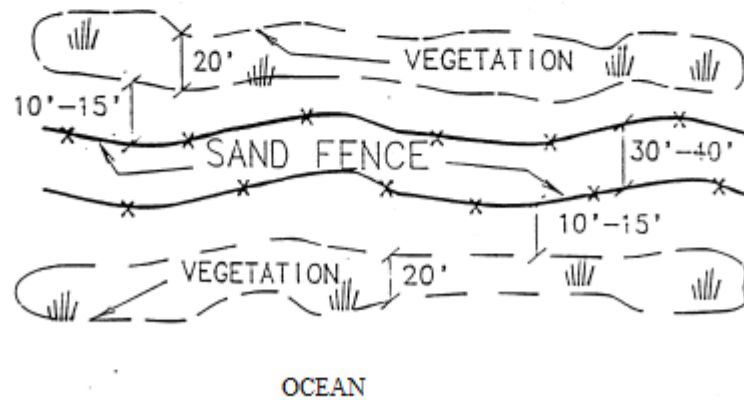 20'
VEGETATION
10'-15'
SAND FENCE
30'-40'
10'-15'
VEGETATION
20'
OCEAN